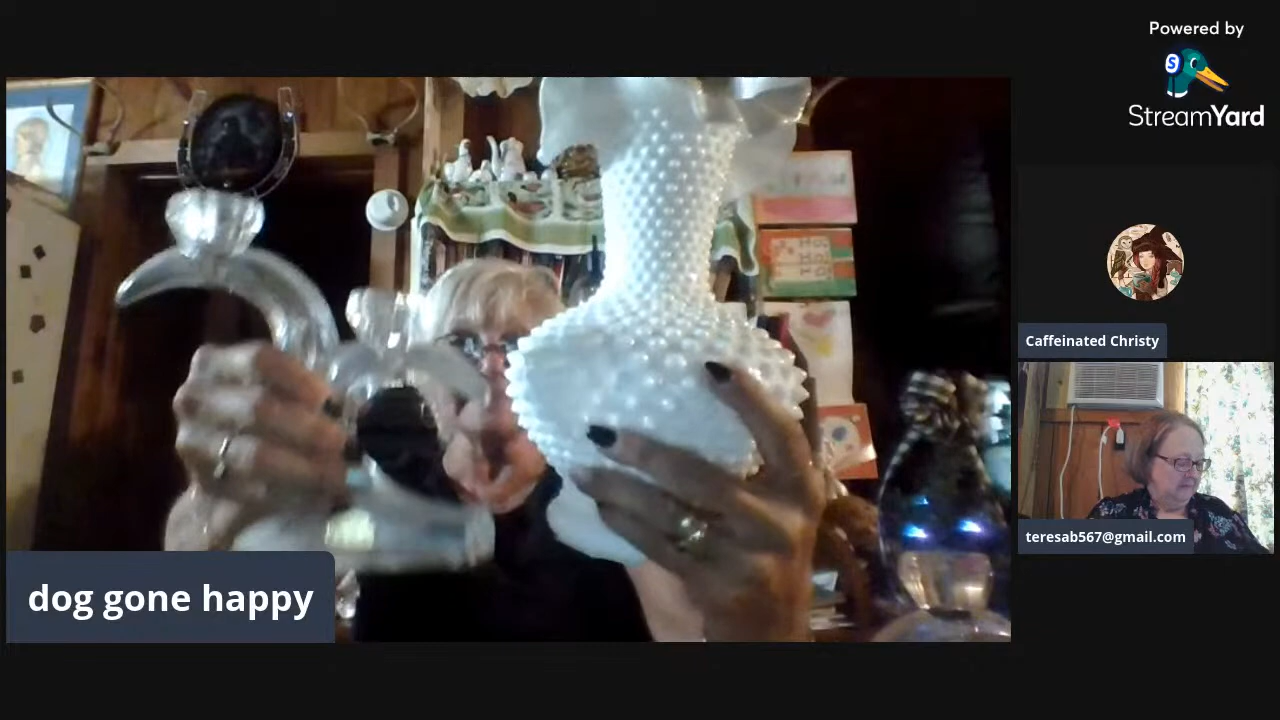 Powered by
StreamYard
Caffeinated Christy
teresab567@gmail.com
dog gone happy